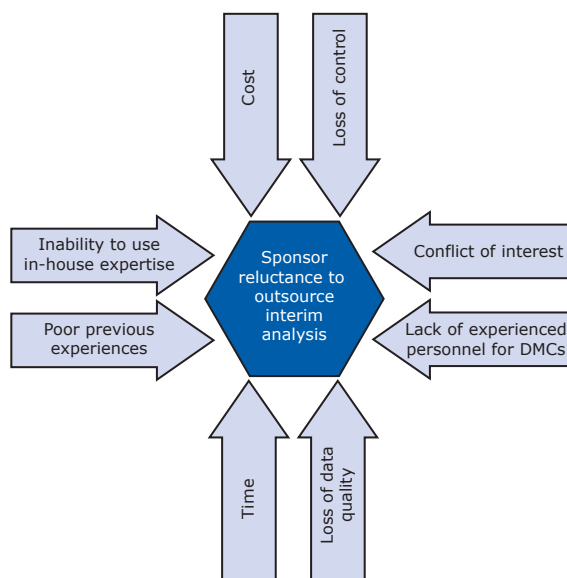 Cost
Loss of control
Inability to use
in-house expertise
Sponsor
reluctance to
outsource
interim
analysis
Conflict of interest
Poor previous
experiences
Lack of experienced
personnel for DMCs
Time
Loss of data
quality